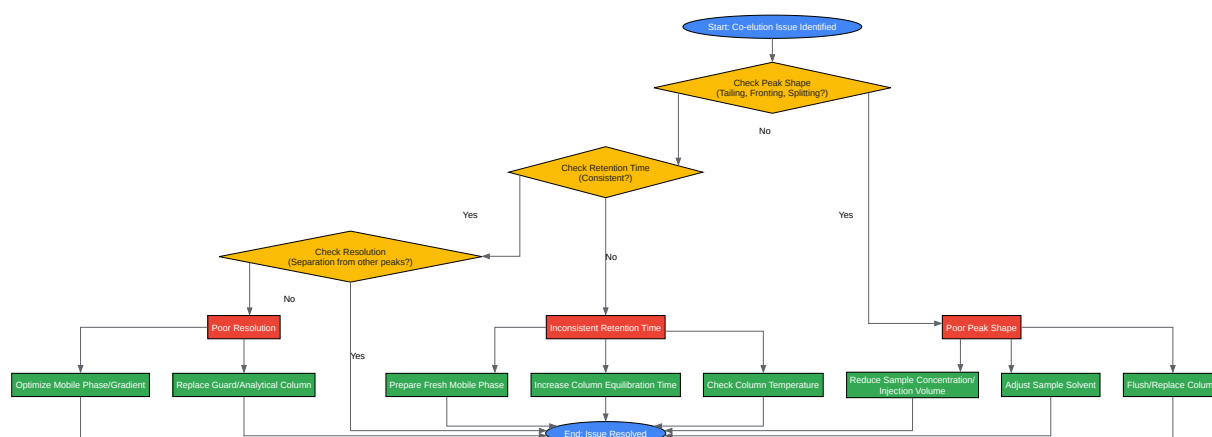 Start: Co-elution Issue Identified
Check Peak Shape
(Tailing, Fronting, Splitting?)
No
Check Retention Time
(Consistent?)
Yes
Yes
Check Resolution
(Separation from other peaks?)
No
No
Poor Resolution
Inconsistent Retention Time
Poor Peak Shape
Yes
Optimize Mobile Phase/Gradient
Replace Guard/Analytical Column
Prepare Fresh Mobile Phase
Increase Column Equilibration Time
Check Column Temperature
Reduce Sample Concentration/
Injection Volume
Adjust Sample Solvent
Flush/Replace Colum
End: Issue Resolved